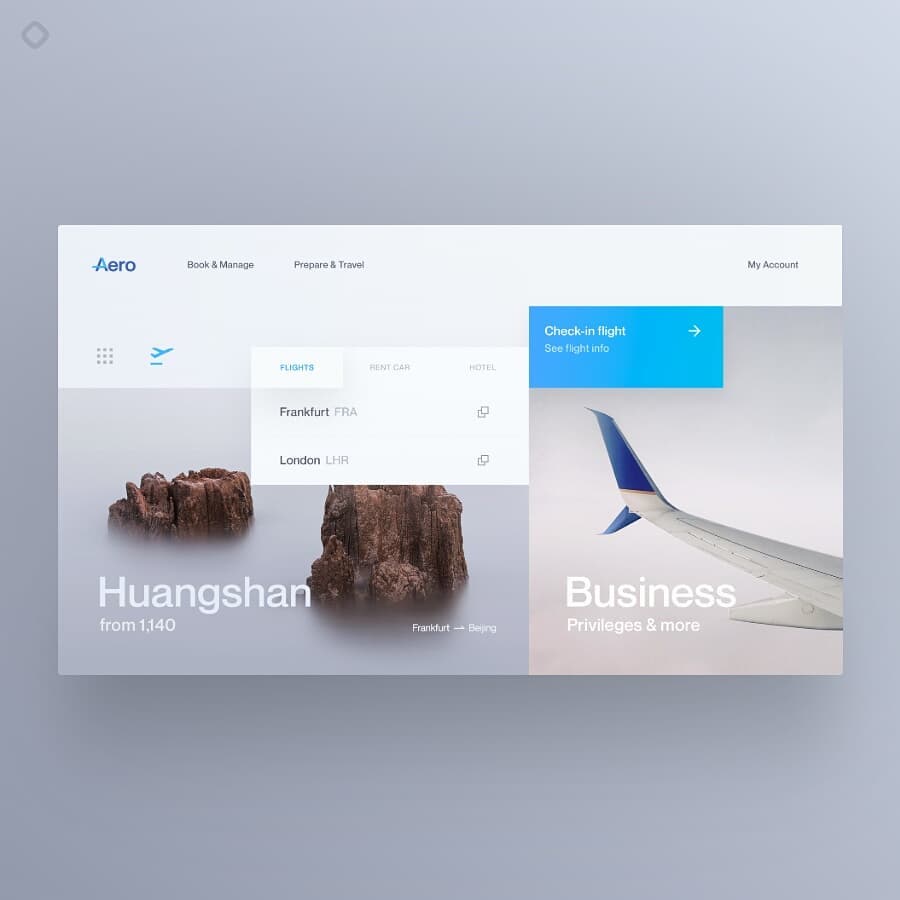 Aero
Book & Manage
Prepare & Travel
My Account
Check-in flight
See flight info
FLIGHTS
RENT CAR
HOTEL
Frankfurt FRA
London LHR
Huangshan
from 1,140
Frankfurt — Beijing
Business
Privileges & more